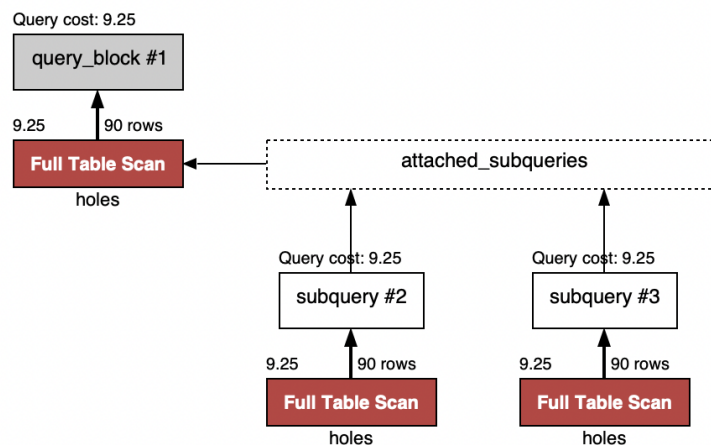 Query cost: 9.25
query_block #1
9.25 90 rows
Full Table Scan
holes
attached_subqueries
Query cost: 9.25
subquery #2
9.25 90 rows
Full Table Scan
holes
Query cost: 9.25
subquery #3
9.25 90 rows
Full Table Scan
holes